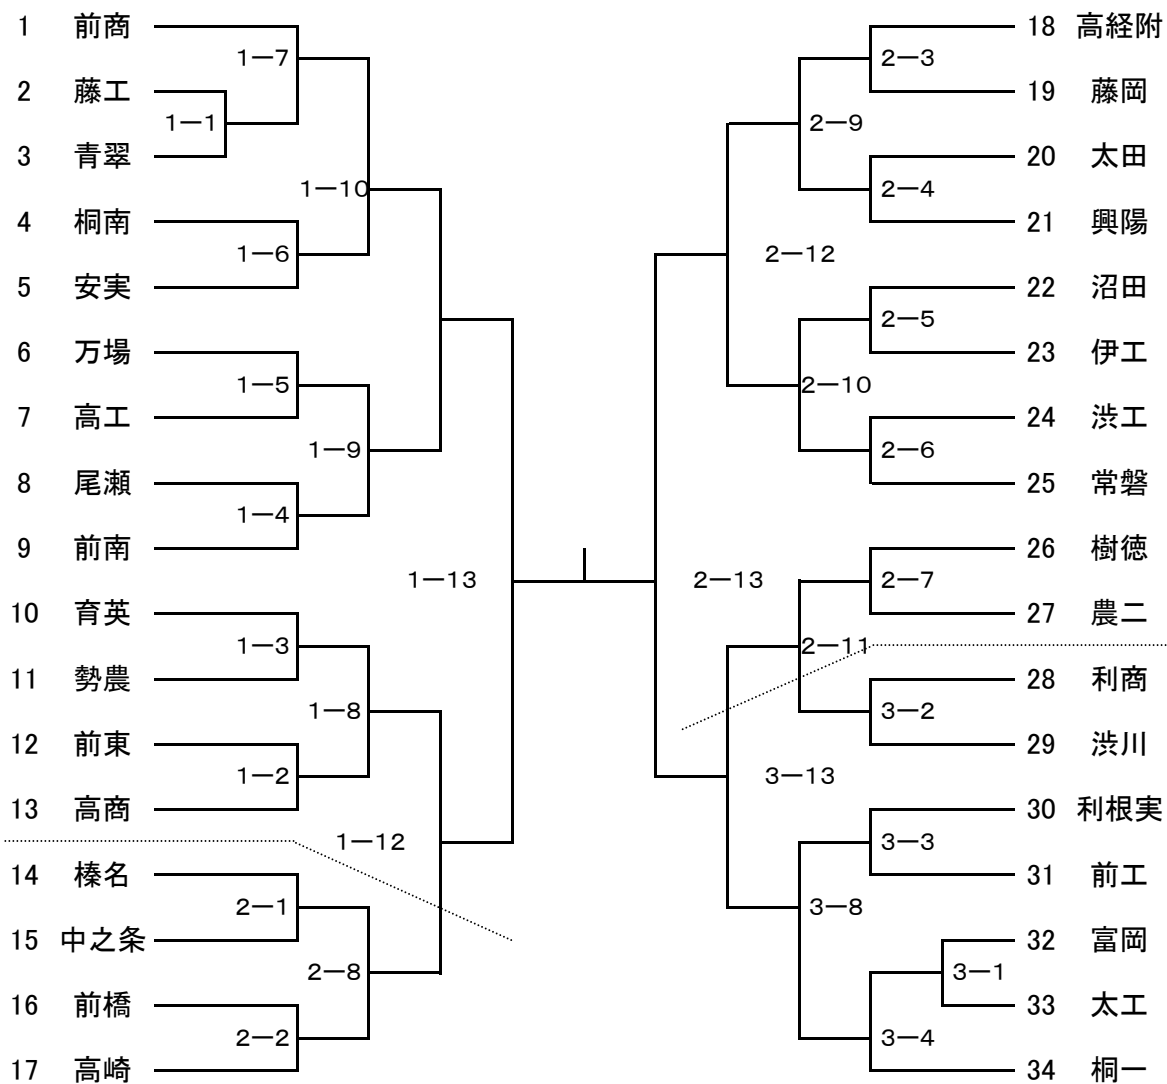 1 前商
1－7
2 藤工
1－1
3 青翠
1－10
4 桐南
1－6
5 安実
6 万場
1－5
7 高工
1－9
8 尾瀬
1－4
9 前南
1－13
10 育英
1－3
11 勢農
1－8
12 前東
1－2
13 高商
1－12
14 榛名
2－1
15 中之条
2－8
16 前橋
2－2
17 高崎
18 高経附
2－3
19 藤岡
2－9
20 太田
2－4
21 興陽
2－12
22 沼田
2－5
23 伊工
2－10
24 渋工
2－6
25 常磐
26 樹徳
2－13
2－7
27 農二
2－11
28 利商
3－2
29 渋川
3－13
30 利根実
3－3
31 前工
3－8
32 富岡
3－1
33 太工
3－4
34 桐一